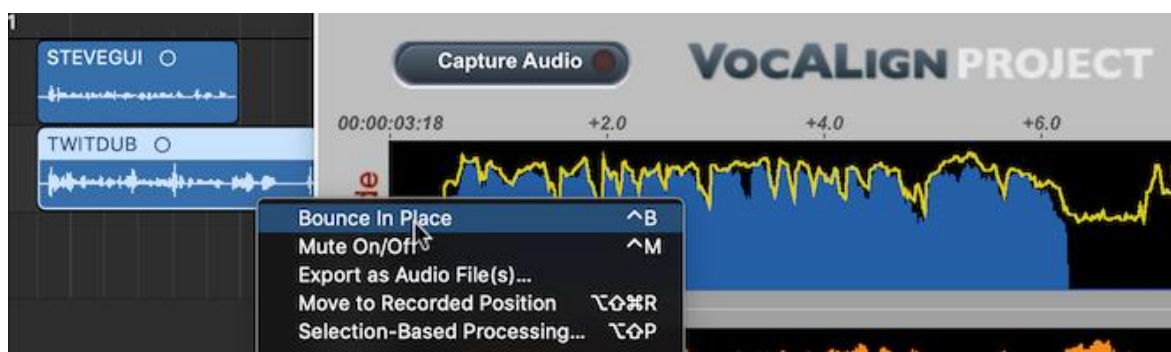 1
STEVEGUI
TWITDUB
Capture Audio
VOCALIGN PROJECT
00:00:03:18 +2.0 +4.0 +6.0
Bounce In Place ^B
Mute On/Off ^M
Export as Audio File(s)...
Move to Recorded Position ⌥⇧⌘R
Selection-Based Processing... ⌥⇧P